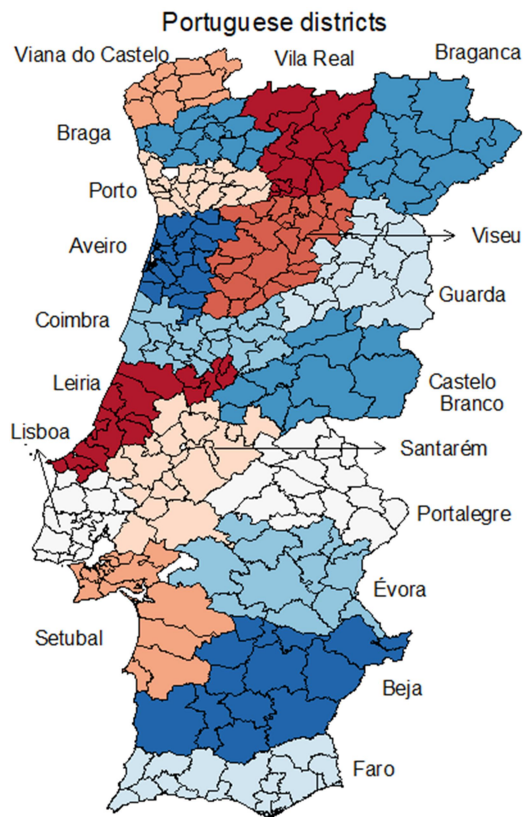 Portuguese districts
Viana do Castelo
Vila Real
Braganca
Braga
Porto
Aveiro
Viseu
Guarda
Coimbra
Leiria
Castelo
Branco
Lisboa
Santarém
Portalegre
Évora
Setubal
Beja
Faro